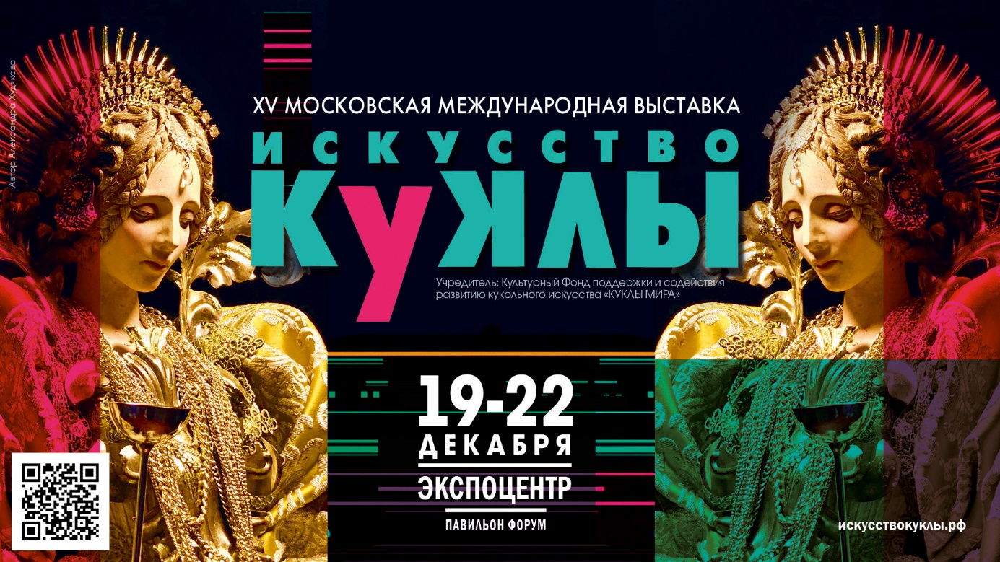 Автор Александра Худякова
XV МОСКОВСКАЯ МЕЖДУНАРОДНАЯ ВЫСТАВКА
ИСКУССТВО
КУКЛЫ
Учредитель: Культурный Фонд поддержки и содействия
развитию кукольного искусства «КУКЛЫ МИРА»
19-22
ДЕКАБРЯ
ЭКСПОЦЕНТР
ПАВИЛЬОН ФОРУМ
искусствокуклы.рф